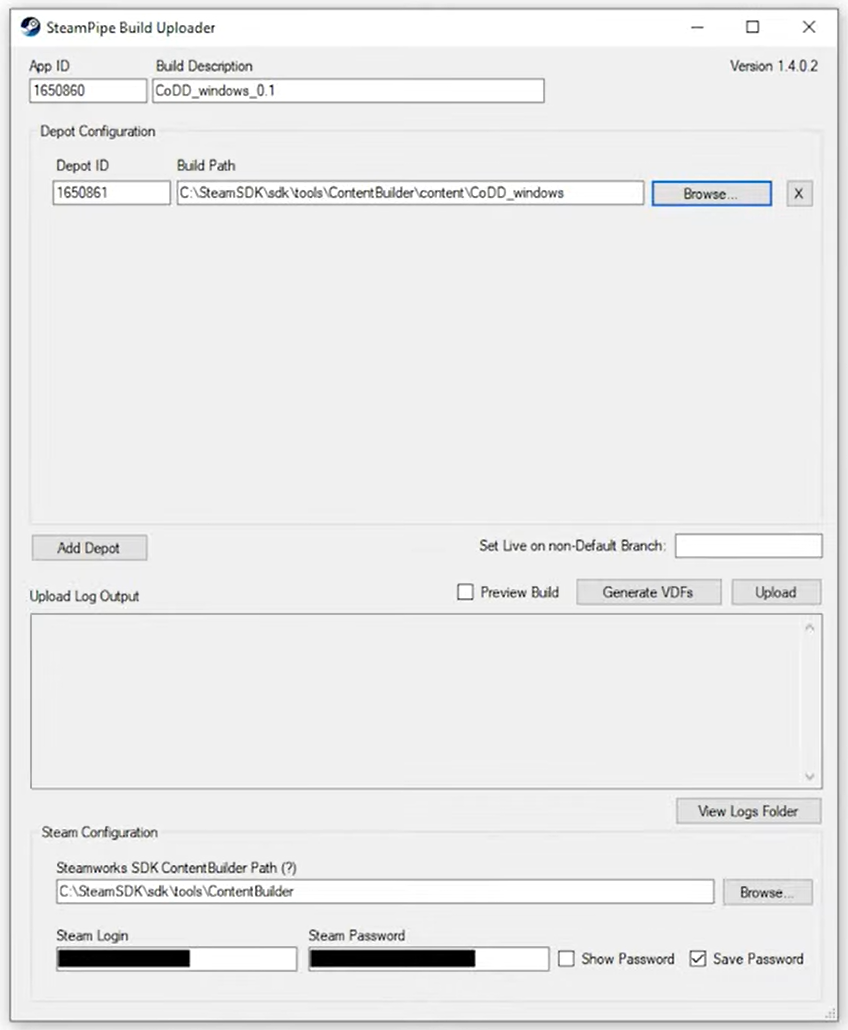 SteamPipe Build Uploader
App ID Build Description Version 1.4.0.2
1650860 CoDD_windows_0.1
Depot Configuration
Depot ID Build Path
1650861 C:\SteamSDK\sdk\tools\ContentBuilder\content\CoDD_windows Browse... X
Add Depot Set Live on non-Default Branch:
Upload Log Output Preview Build Generate VDFs Upload
View Logs Folder
Steam Configuration
Steamworks SDK ContentBuilder Path (?)
C:\SteamSDK\sdk\tools\ContentBuilder Browse...
Steam Login Steam Password
Show Password Save Password